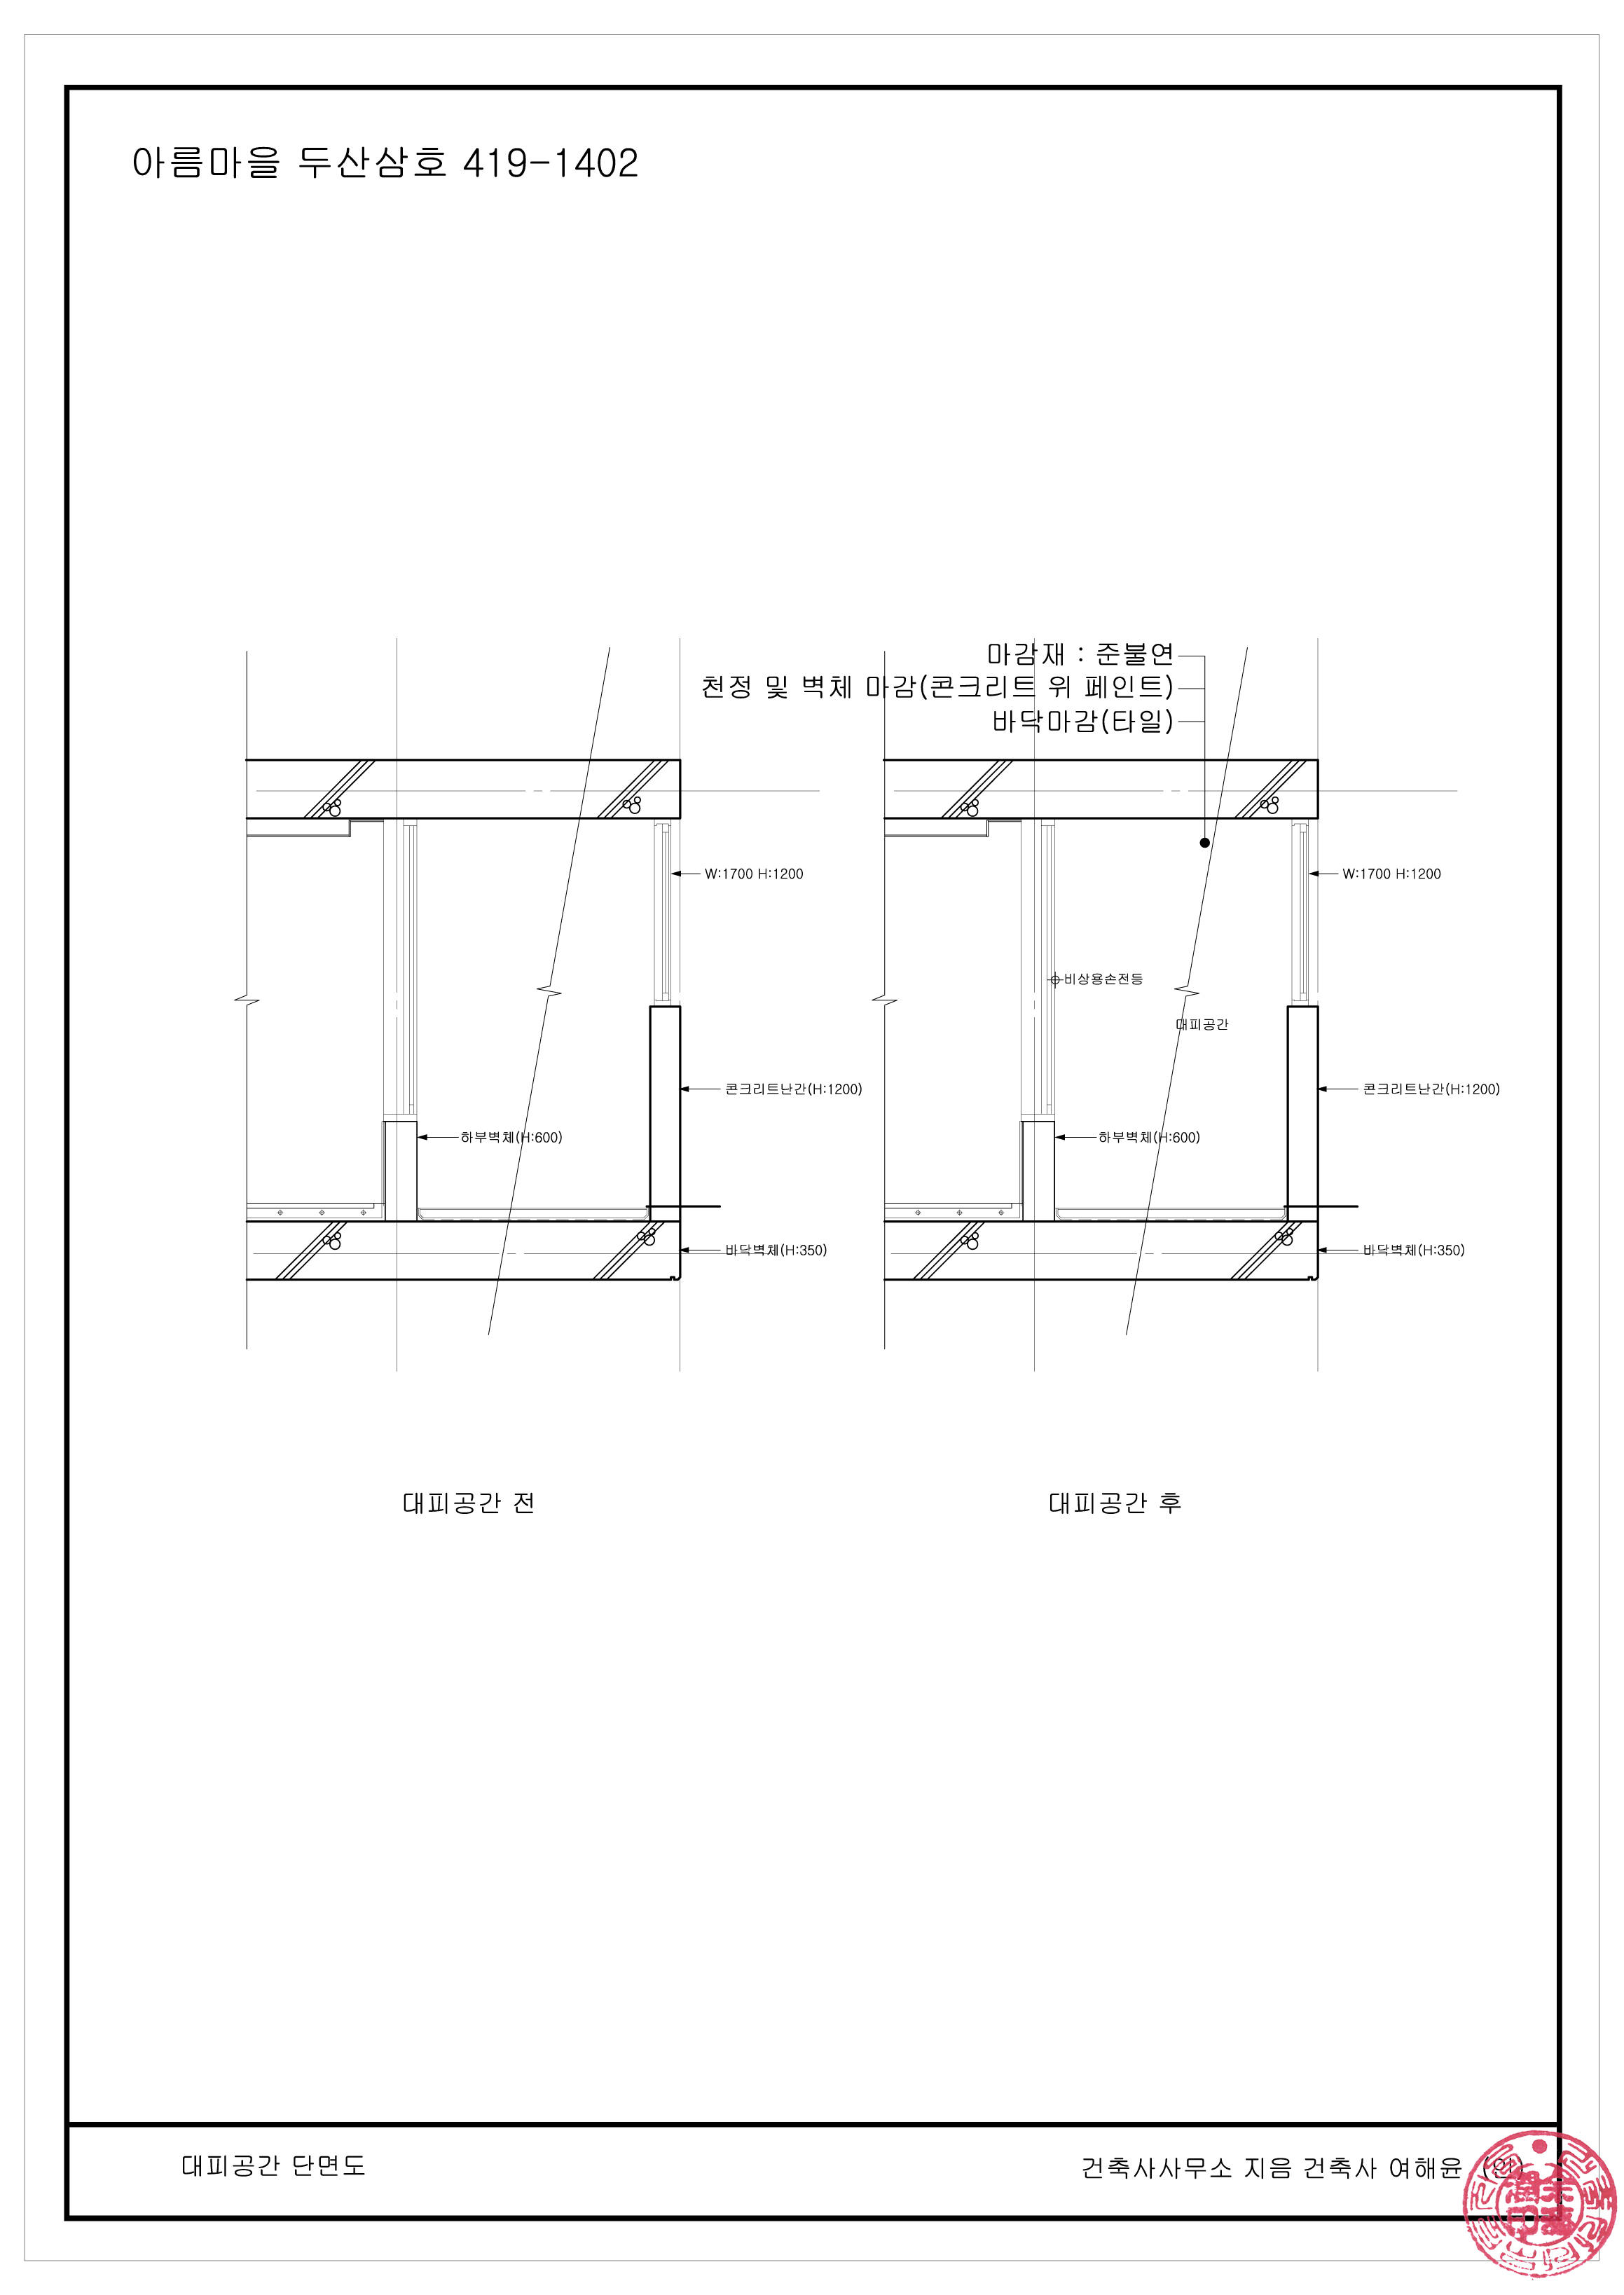 아름마을 두산삼호 419-1402
마감재 : 준불연
천정 및 벽체 마감(콘크리트 위 페인트)
바닥마감(타일)
W:1700 H:1200
W:1700 H:1200
비상용손전등
대피공간
콘크리트난간(H:1200)
콘크리트난간(H:1200)
하부벽체(H:600)
하부벽체(H:600)
바닥벽체(H:350)
바닥벽체(H:350)
대피공간 전
대피공간 후
대피공간 단면도
건축사사무소 지음 건축사 여해윤 (인)